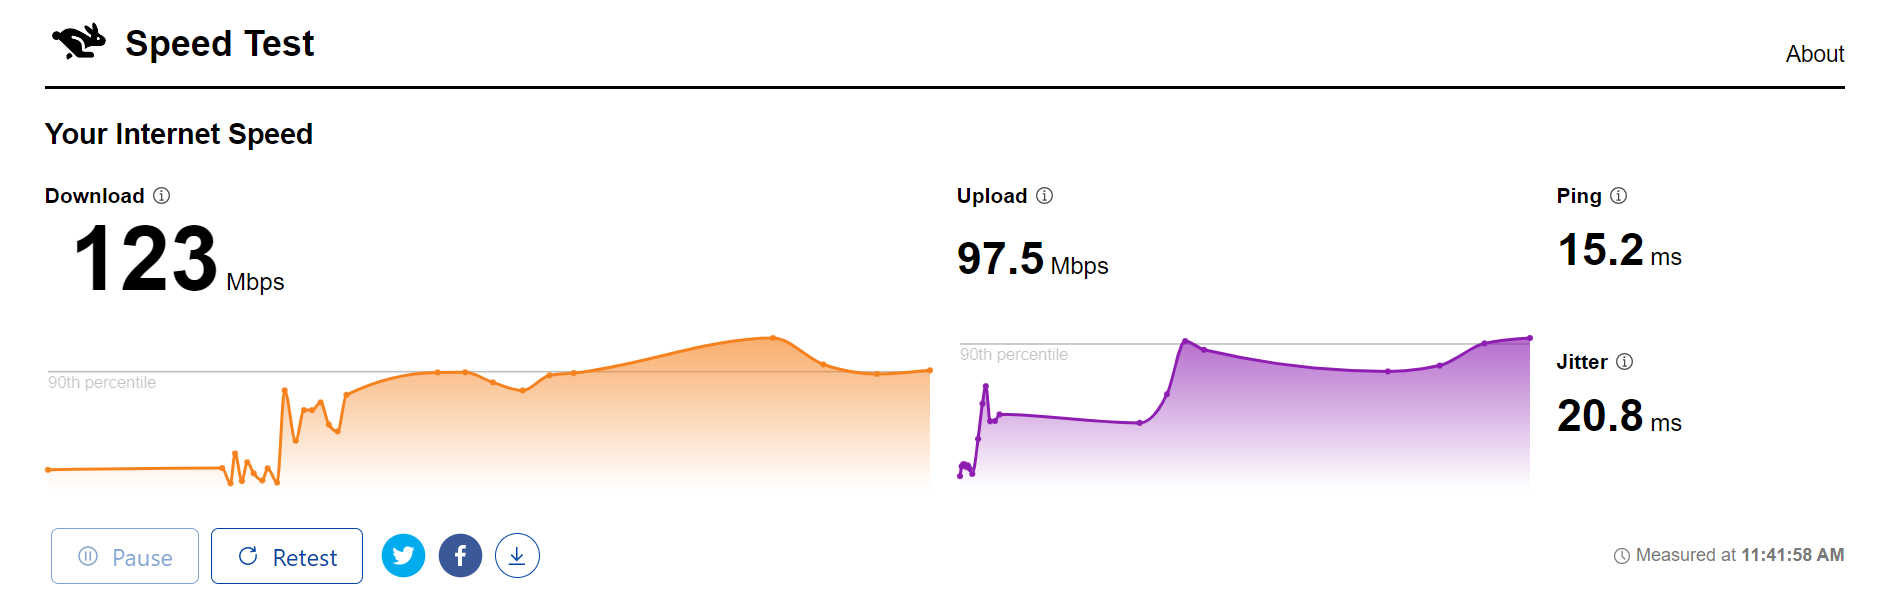 Speed Test
About
Your Internet Speed
Download
123 Mbps
90th percentile
Upload
97.5 Mbps
90th percentile
Ping
15.2 ms
Jitter
20.8 ms
Pause
Retest
Measured at 11:41:58 AM